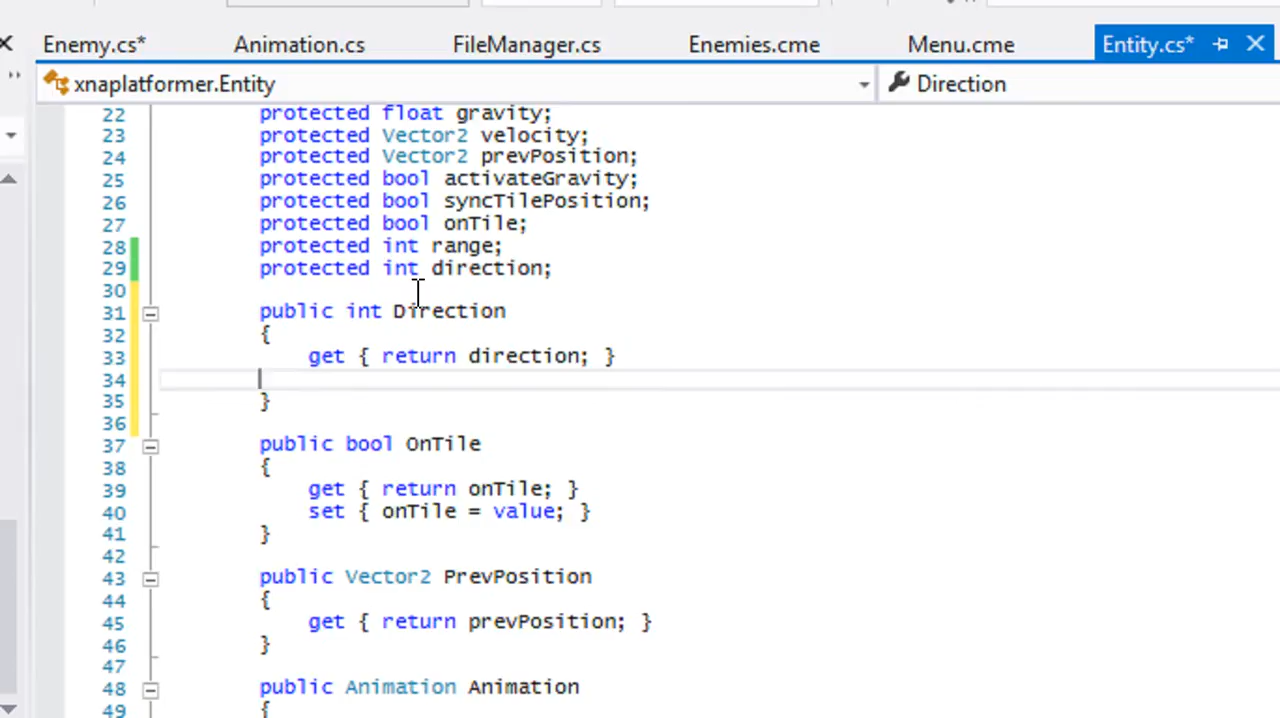 Enemy.cs* Animation.cs FileManager.cs Enemies.cme Menu.cme Entity.cs*
xnaplatformer.Entity Direction
22 protected float gravity;
23 protected Vector2 velocity;
24 protected Vector2 prevPosition;
25 protected bool activateGravity;
26 protected bool syncTilePosition;
27 protected bool onTile;
28 protected int range;
29 protected int direction;
30
31 public int Direction
32 {
33 get { return direction; }
34
35 }
36
37 public bool OnTile
38 {
39 get { return onTile; }
40 set { onTile = value; }
41 }
42
43 public Vector2 PrevPosition
44 {
45 get { return prevPosition; }
46 }
47
48 public Animation Animation
49 {